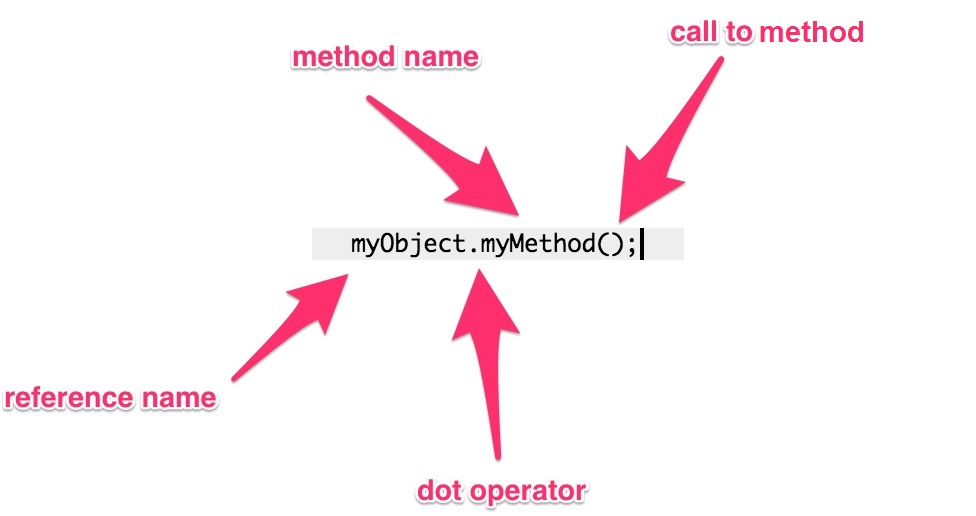 call to method
method name
myObject.myMethod();
reference name
dot operator